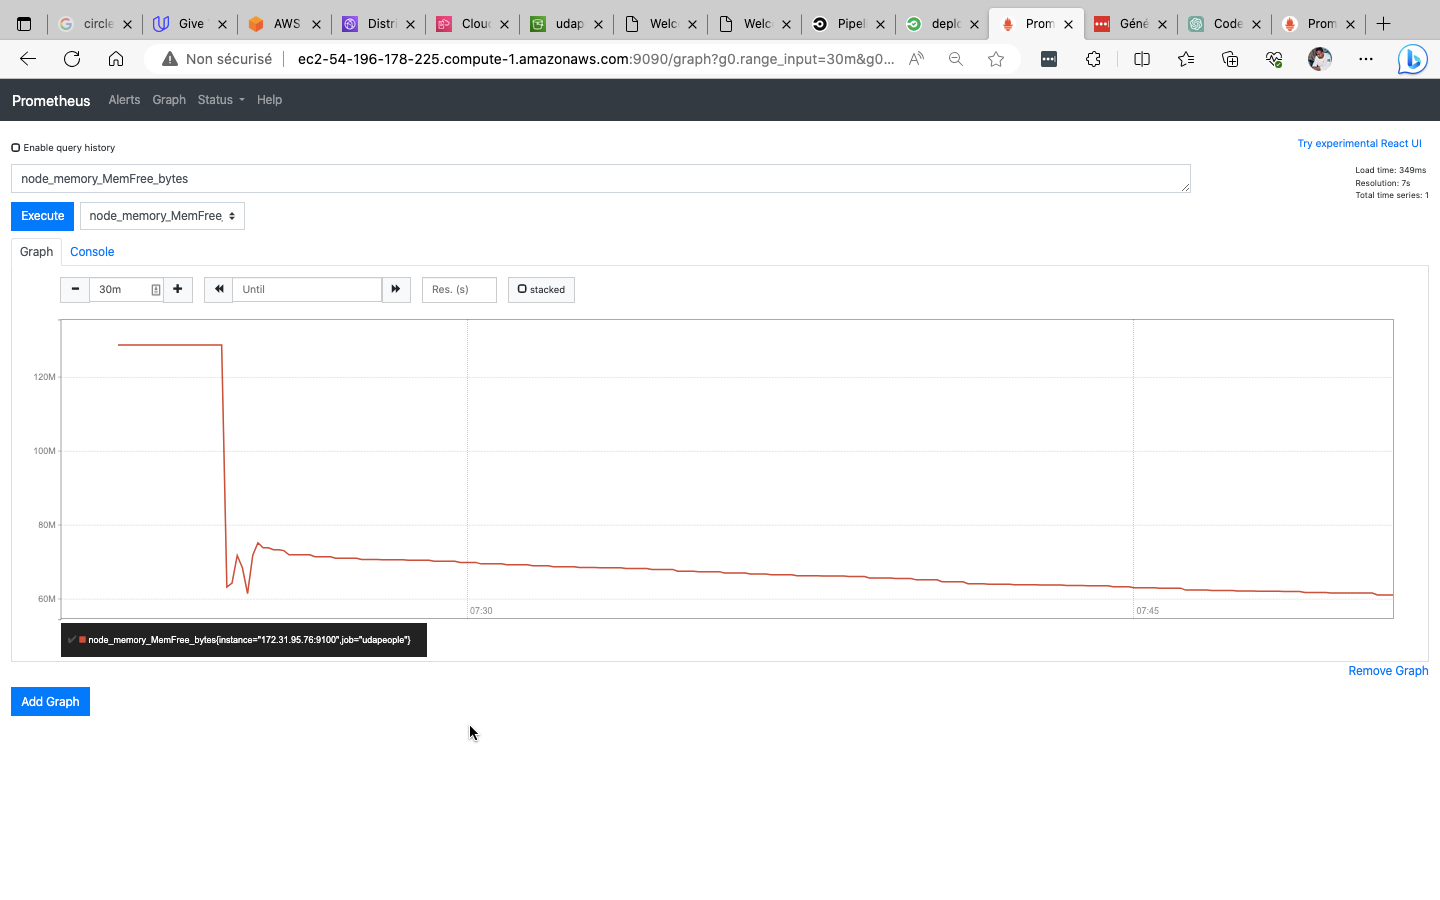 circle
Give
AWS
Distri
Clou
udap
Welc
Welc
Pipeli
deplo
Prom
Géné
Code
Prom
Non sécurisé
ec2-54-196-178-225.compute-1.amazonaws.com:9090/graph?g0.range_input=30m&g0...
Prometheus Alerts Graph Status Help
Enable query history
Try experimental React UI
node_memory_MemFree_bytes
Load time: 349ms
Resolution: 7s
Total time series: 1
Execute
node_memory_MemFree_
Graph Console
30m
Until
Res. (s)
stacked
120M
100M
80M
60M
07:30
07:45
node_memory_MemFree_bytes{instance="172.31.95.76:9100",job="udapeople"}
Remove Graph
Add Graph